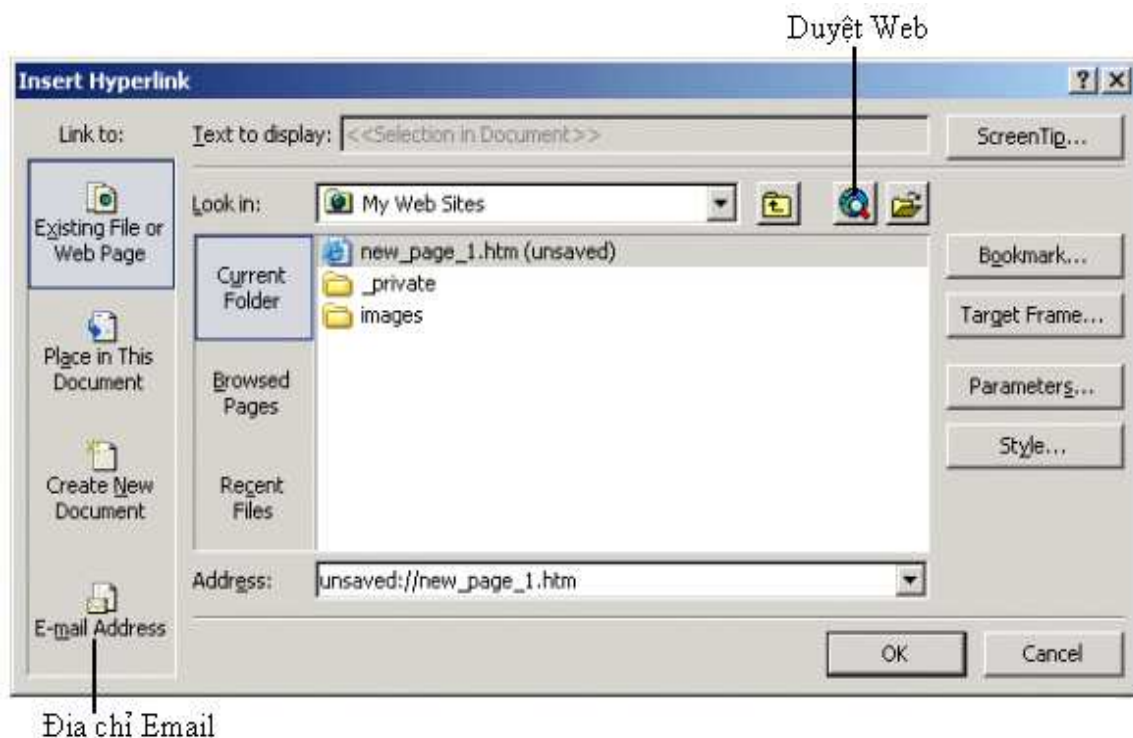 Duyệt Web
Insert Hyperlink
Link to:
Text to display: <<Selection in Document>>
ScreenTip...
Existing File or
Web Page
Look in:
My Web Sites
Current
Folder
new_page_1.htm (unsaved)
_private
images
Bookmark...
Target Frame...
Place in This
Document
Browsed
Pages
Parameters...
Style...
Create New
Document
Recent
Files
Address:
unsaved://new_page_1.htm
E-mail Address
OK
Cancel
Địa chỉ Email